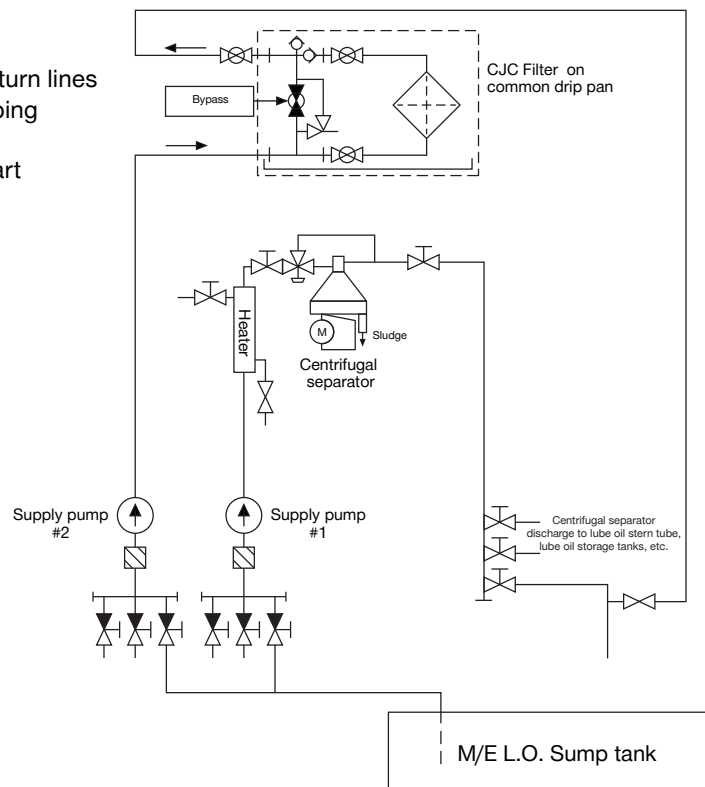 turn lines
ping
art
CJC Filter on
common drip pan
Bypass
Heater
M
Sludge
Centrifugal
separator
Supply pump
#2
Supply pump
#1
Centrifugal separator
discharge to lube oil stern tube,
lube oil storage tanks, etc.
M/E L.O. Sump tank